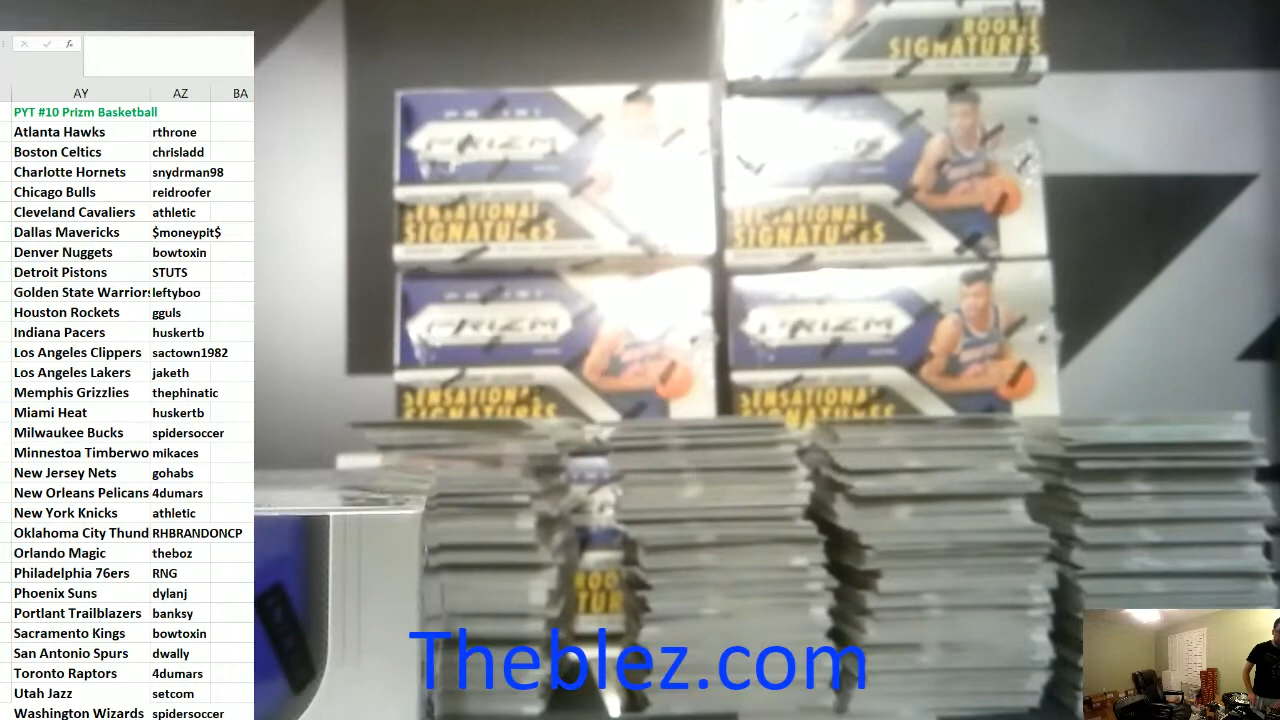 fx
AY AZ BA
PYT #10 Prizm Basketball
Atlanta Hawks rthrone
Boston Celtics chrisladd
Charlotte Hornets snydrman98
Chicago Bulls reidroofer
Cleveland Cavaliers athletic
Dallas Mavericks $moneypit$
Denver Nuggets bowtoxin
Detroit Pistons STUTS
Golden State Warriors leftyboo
Houston Rockets gguls
Indiana Pacers huskertb
Los Angeles Clippers sactown1982
Los Angeles Lakers jaketh
Memphis Grizzlies thephinatic
Miami Heat huskertb
Milwaukee Bucks spidersoccer
Minnestoa Timberwo mikaces
New Jersey Nets gohabs
New Orleans Pelicans 4dumars
New York Knicks athletic
Oklahoma City Thund RHBRANDONCP
Orlando Magic theboz
Philadelphia 76ers RNG
Phoenix Suns dylanj
Portlant Trailblazers banksy
Sacramento Kings bowtoxin
San Antonio Spurs dwally
Toronto Raptors 4dumars
Utah Jazz setcom
Washington Wizards spidersoccer
ROOKIE
SIGNATURES
PRIZM
SENSATIONAL
SIGNATURES
SENSATIONAL
SIGNATURES
PRIZM
SENSATIONAL
SIGNATURES
PRIZM
SENSATIONAL
SIGNATURES
ROO
TUR
Theblez.com